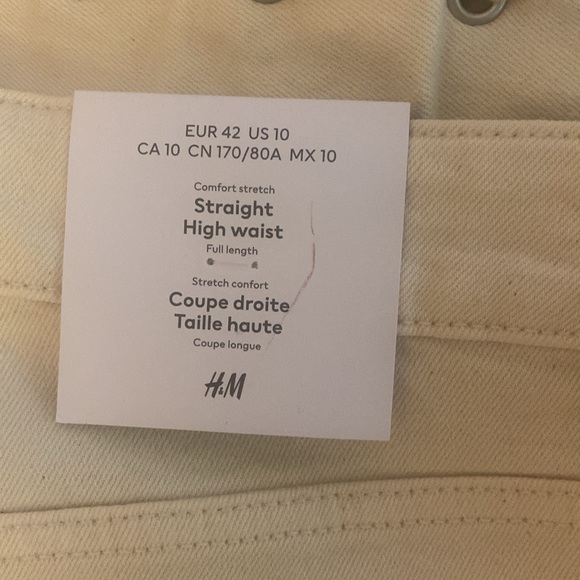 EUR 42 US 10
CA 10 CN 170/80A MX 10
Comfort stretch
Straight
High waist
Full length
Stretch confort
Coupe droite
Taille haute
Coupe longue
H&M